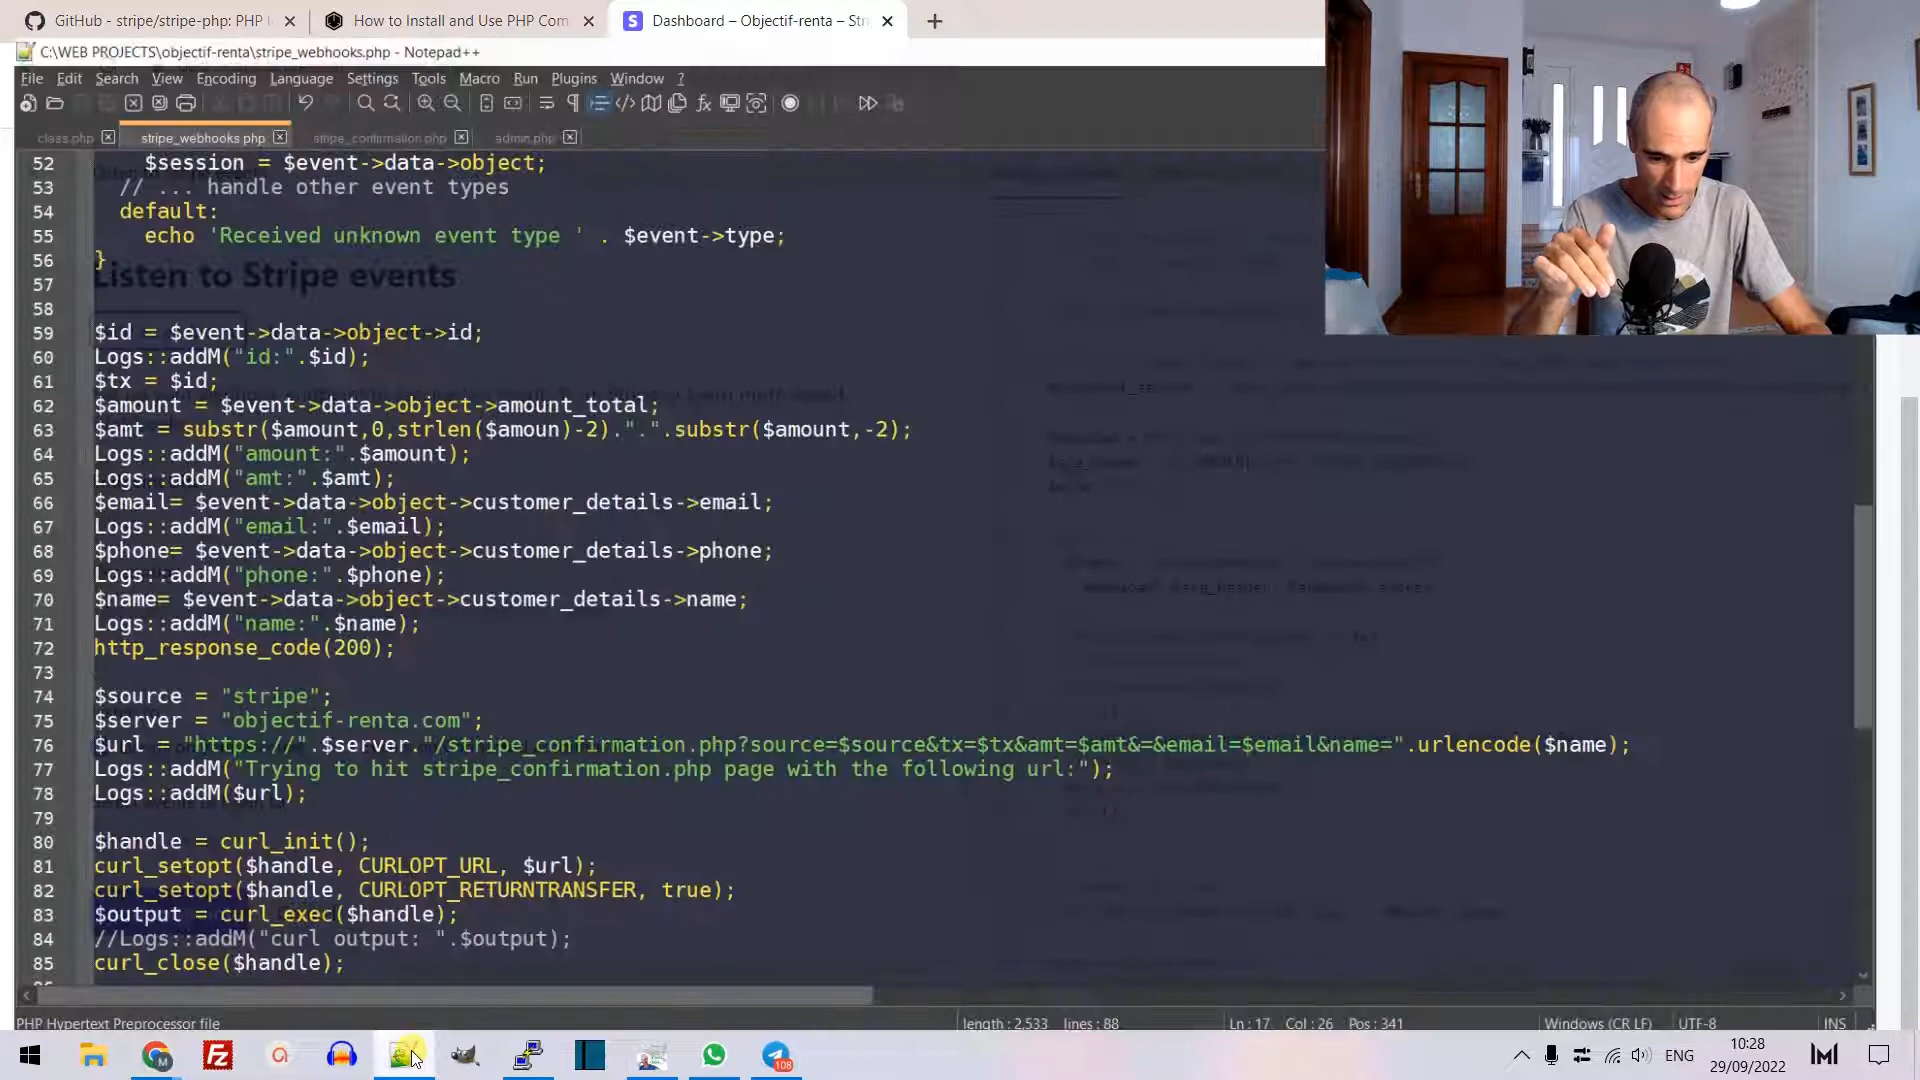 GitHub - stripe/stripe-php: PHP l
How to Install and Use PHP Com
S Dashboard – Objectif-renta – Str
C:\WEB PROJECTS\objectif-renta\stripe_webhooks.php - Notepad++
File Edit Search View Encoding Language Settings Tools Macro Run Plugins Window ?
class.php stripe_webhooks.php stripe_confirmation.php admin.php
52 $session = $event->data->object;
53 // ... handle other event types
54 default:
55 echo 'Received unknown event type ' . $event->type;
56 }
Listen to Stripe events
57
58
59 $id = $event->data->object->id;
60 Logs::addM("id:".$id);
61 $tx = $id;
62 $amount = $event->data->object->amount_total;
63 $amt = substr($amount,0,strlen($amoun)-2).".".substr($amount,-2);
64 Logs::addM("amount:".$amount);
65 Logs::addM("amt:".$amt);
66 $email= $event->data->object->customer_details->email;
67 Logs::addM("email:".$email);
68 $phone= $event->data->object->customer_details->phone;
69 Logs::addM("phone:".$phone);
70 $name= $event->data->object->customer_details->name;
71 Logs::addM("name:".$name);
72 http_response_code(200);
73
74 $source = "stripe";
75 $server = "objectif-renta.com";
76 $url = "https://".$server."/stripe_confirmation.php?source=$source&tx=$tx&amt=$amt&=&email=$email&name=".urlencode($name);
77 Logs::addM("Trying to hit stripe_confirmation.php page with the following url:");
78 Logs::addM($url);
79
80 $handle = curl_init();
81 curl_setopt($handle, CURLOPT_URL, $url);
82 curl_setopt($handle, CURLOPT_RETURNTRANSFER, true);
83 $output = curl_exec($handle);
84 //Logs::addM("curl output: ".$output);
85 curl_close($handle);
PHP Hypertext Preprocessor file length : 2,533 lines : 88 Ln : 17 Col : 26 Pos : 341 Windows (CR LF) UTF-8 INS
108
ENG
10:28
29/09/2022